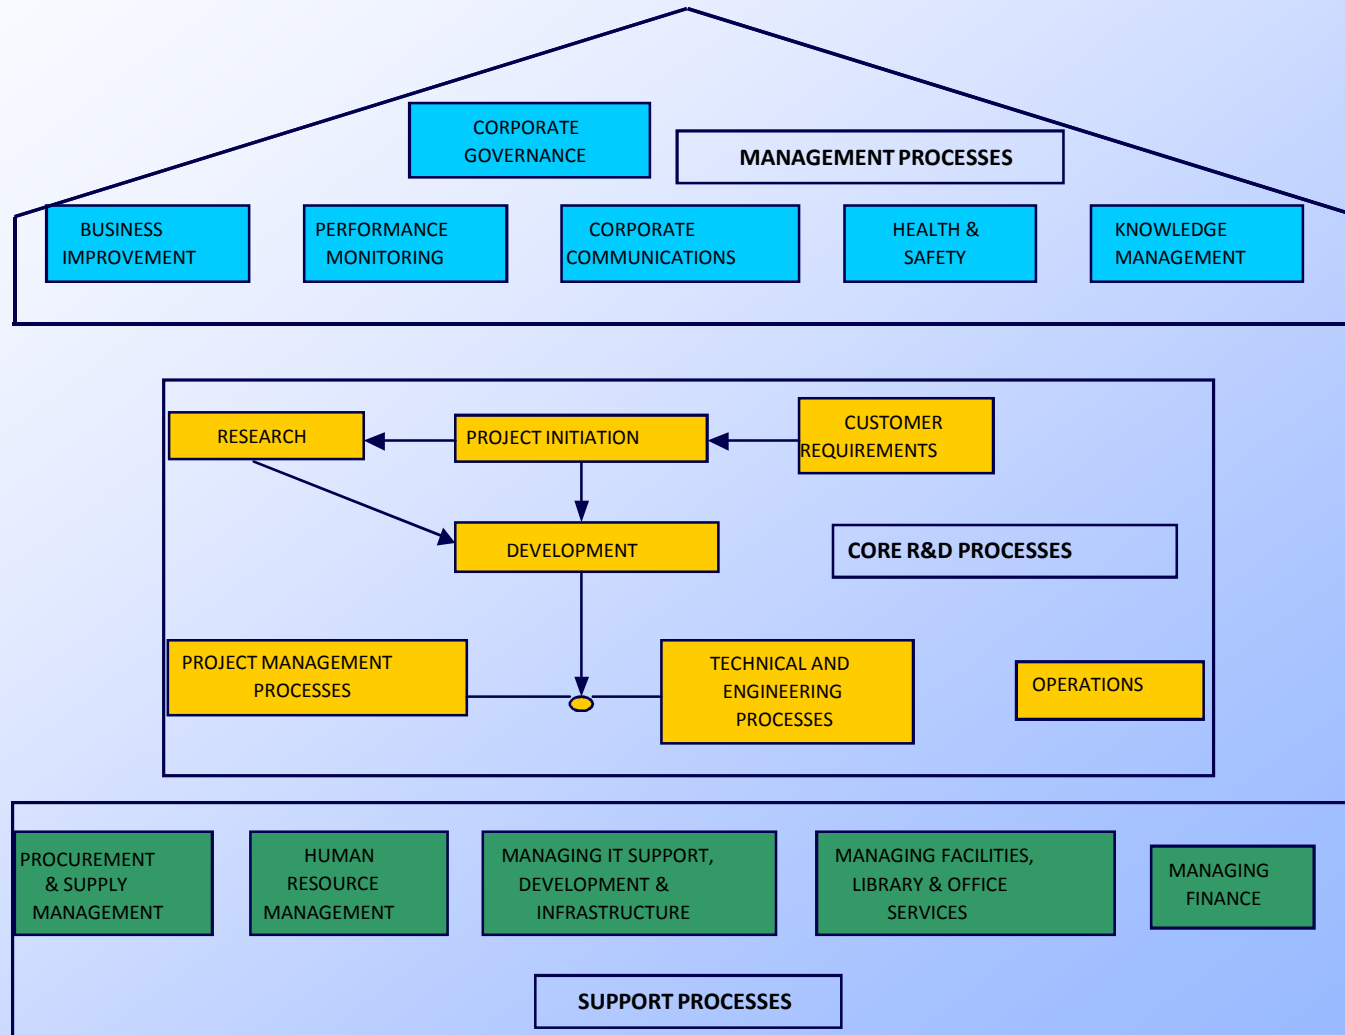 CORPORATE
GOVERNANCE
MANAGEMENT PROCESSES
BUSINESS
IMPROVEMENT
PERFORMANCE
MONITORING
CORPORATE
COMMUNICATIONS
HEALTH &
SAFETY
KNOWLEDGE
MANAGEMENT
RESEARCH
PROJECT INITIATION
CUSTOMER
REQUIREMENTS
DEVELOPMENT
CORE R&D PROCESSES
PROJECT MANAGEMENT
PROCESSES
TECHNICAL AND
ENGINEERING
PROCESSES
OPERATIONS
PROCUREMENT
& SUPPLY
MANAGEMENT
HUMAN
RESOURCE
MANAGEMENT
MANAGING IT SUPPORT,
DEVELOPMENT &
INFRASTRUCTURE
MANAGING FACILITIES,
LIBRARY & OFFICE
SERVICES
MANAGING
FINANCE
SUPPORT PROCESSES